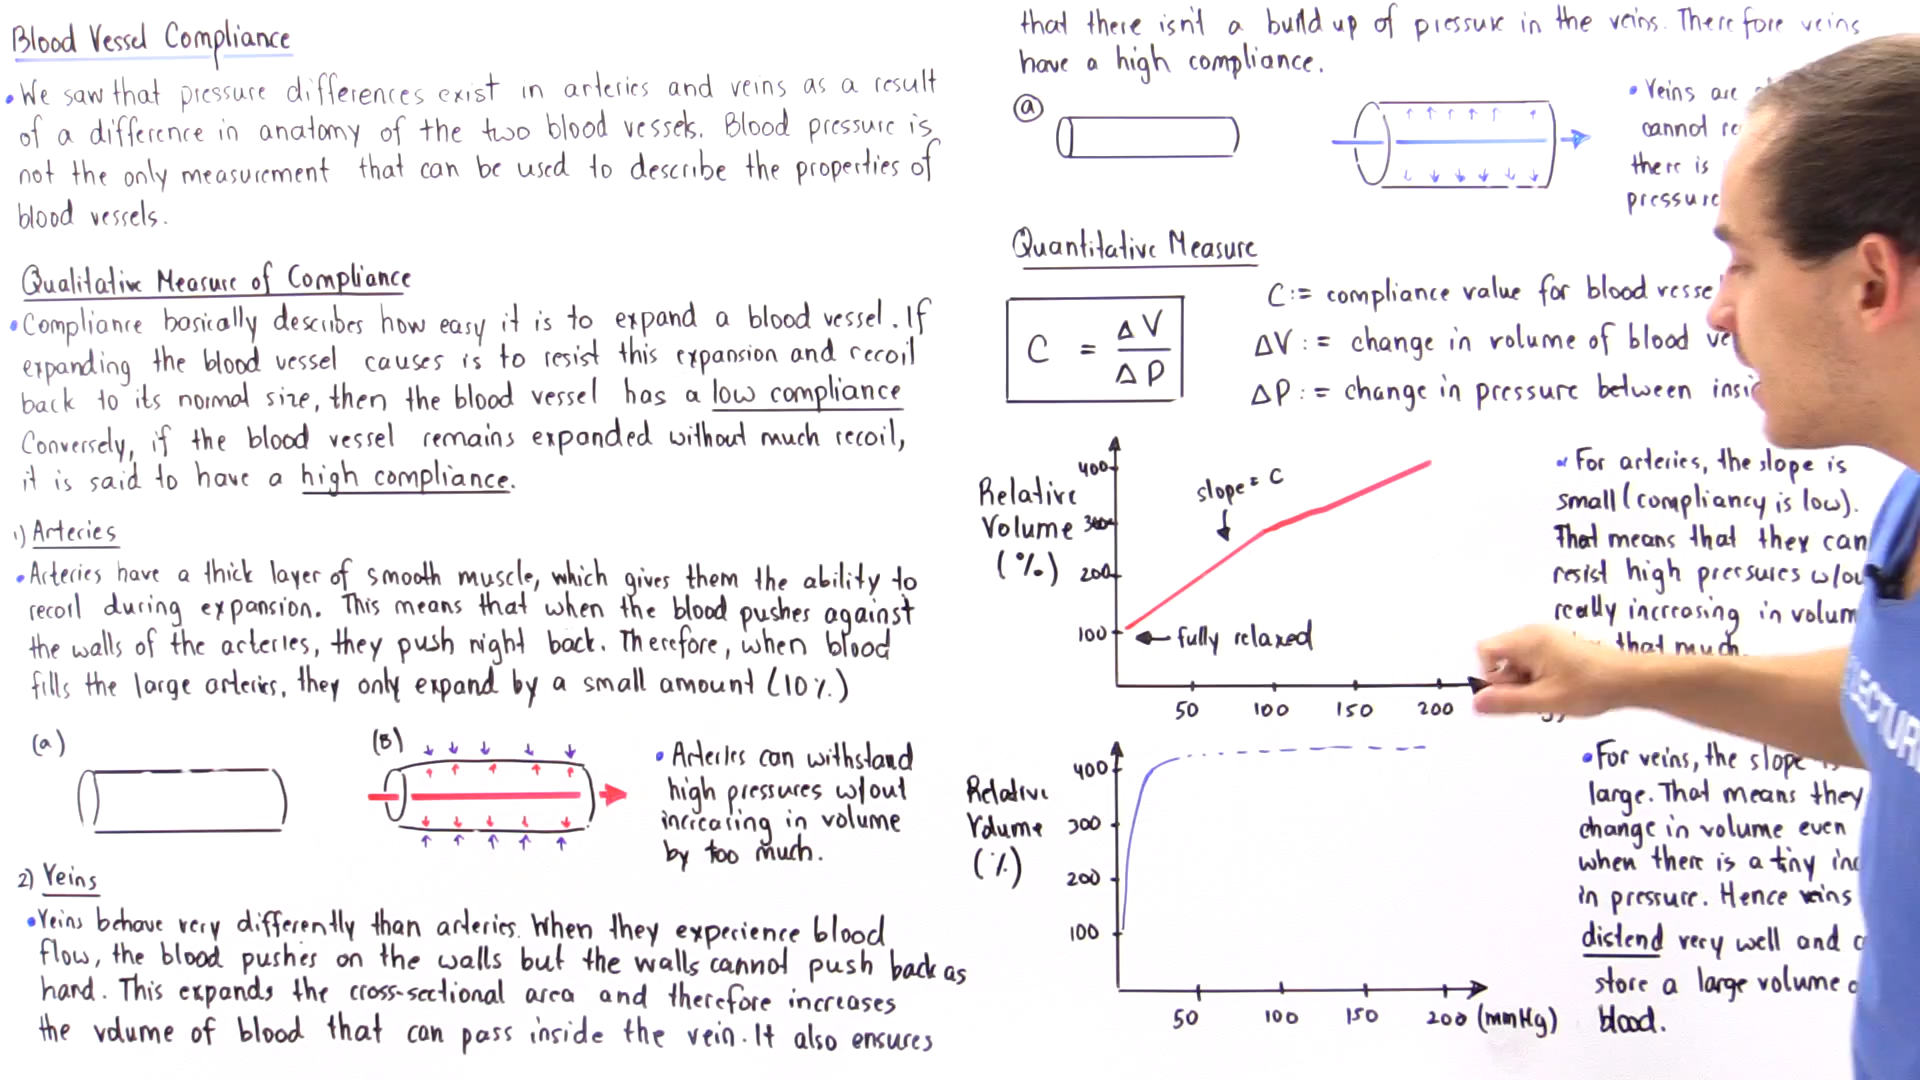 Blood Vessel Compliance
• We saw that pressure differences exist in arteries and veins as a result
of a difference in anatomy of the two blood vessels. Blood pressure is
not the only measurement that can be used to describe the properties of
blood vessels.
Qualitative Measure of Compliance
• Compliance basically describes how easy it is to expand a blood vessel. If
expanding the blood vessel causes is to resist this expansion and recoil
back to its normal size, then the blood vessel has a low compliance
Conversely, if the blood vessel remains expanded without much recoil,
it is said to have a high compliance.
1) Arteries
• Arteries have a thick layer of smooth muscle, which gives them the ability to
recoil during expansion. This means that when the blood pushes against
the walls of the arteries, they push right back. Therefore, when blood
fills the large arteries, they only expand by a small amount (10%)
(a)
(B)
• Arteries can withstand
high pressures w/out
increasing in volume
by too much.
2) Veins
• Veins behave very differently than arteries. When they experience blood
flow, the blood pushes on the walls but the walls cannot push back as
hard. This expands the cross-sectional area and therefore increases
the volume of blood that can pass inside the vein. It also ensures
that there isn't a build up of pressure in the veins. Therefore veins
have a high compliance.
a
• Veins are
cannot
there is
pressure
Quantitative Measure
C = ΔV / ΔP
C := compliance value for blood vesse
ΔV := change in volume of blood ve
ΔP := change in pressure between insi
Relative
Volume
(%)
400
300
200
100
slope = C
fully relaxed
50 100 150 200
• For arteries, the slope is
small (compliancy is low).
That means that they can
resist high pressures w/ou
really increasing in volum
that much.
Relative
Volume
(%)
400
300
200
100
50 100 150 200 (mmHg)
• For veins, the slope is
large. That means they
change in volume even
when there is a tiny inc
in pressure. Hence veins
distend very well and c
store a large volume o
blood.
LECTUR